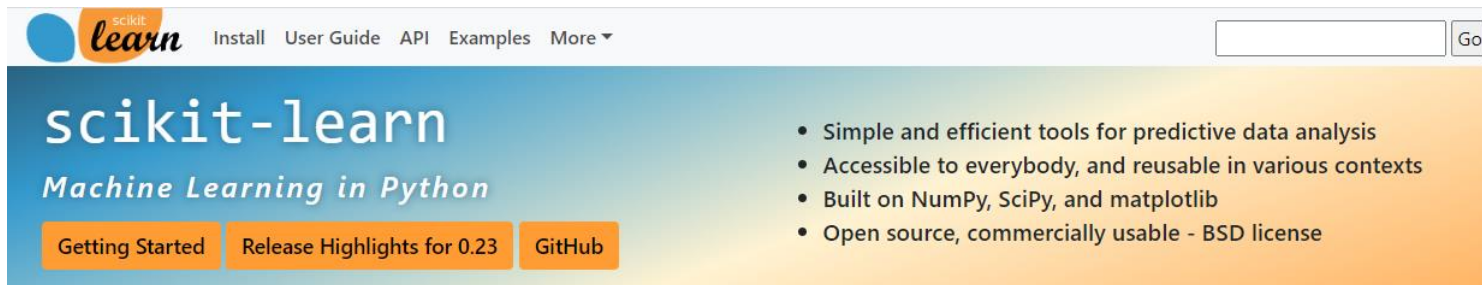 scikit
learn Install User Guide API Examples More Go
scikit-learn
Machine Learning in Python
Getting Started Release Highlights for 0.23 GitHub
• Simple and efficient tools for predictive data analysis
• Accessible to everybody, and reusable in various contexts
• Built on NumPy, SciPy, and matplotlib
• Open source, commercially usable - BSD license